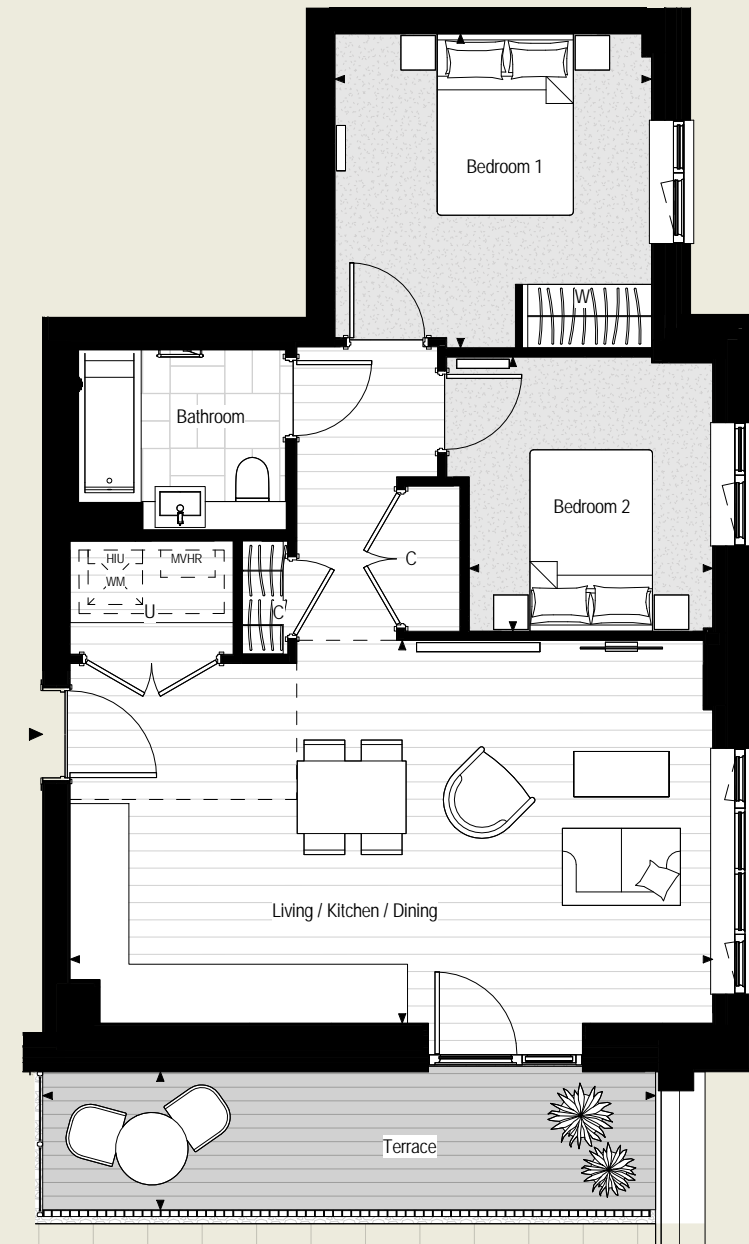 Bedroom 1
W
Bathroom
Bedroom 2
HIU
MVHR
WM
U
C
C
Living / Kitchen / Dining
Terrace